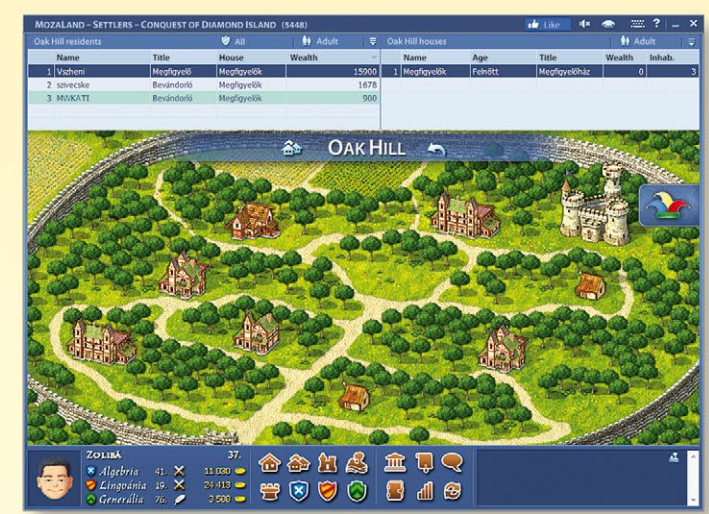 MOZALAND – SETTLERS – CONQUEST OF DIAMOND ISLAND (5448) Like ?
Oak Hill residents All Adult Oak Hill houses Adult
Name Title House Wealth Name Age Title Wealth Inhab.
1 Vszheni Megfigyelő Megfigyelők 15900 1 Megfigyelők Felnőtt Megfigyelőház 0 3
2 szivecske Bevándorló Megfigyelők 1678
3 MWKATI Bevándorló Megfigyelők 900
OAK HILL
ZOLIBÁ 37.
Algebria 41. 11 030
Lingvánia 19. 24 413
Generália 76. 3 500